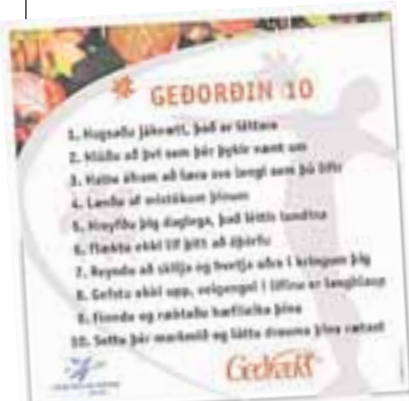 GEÐORÐIN 10
1. Hugsaðu jákvætt, það er léttara
2. Hlúðu að því sem þér þykir vænt um
3. Haltu áfram að læra svo lengi sem þú lifir
4. Lærðu af mistökum þínum
5. Hreyfðu þig daglega, það léttir lundina
6. Flæktu ekki líf þitt að óþörfu
7. Reyndu að skilja og hvetja aðra í kringum þig
8. Gefstu ekki upp, velgengni í lífinu er langhlaup
9. Finndu og ræktaðu hæfileika þína
10. Settu þér markmið og láttu drauma þína rætast
Geðrækt